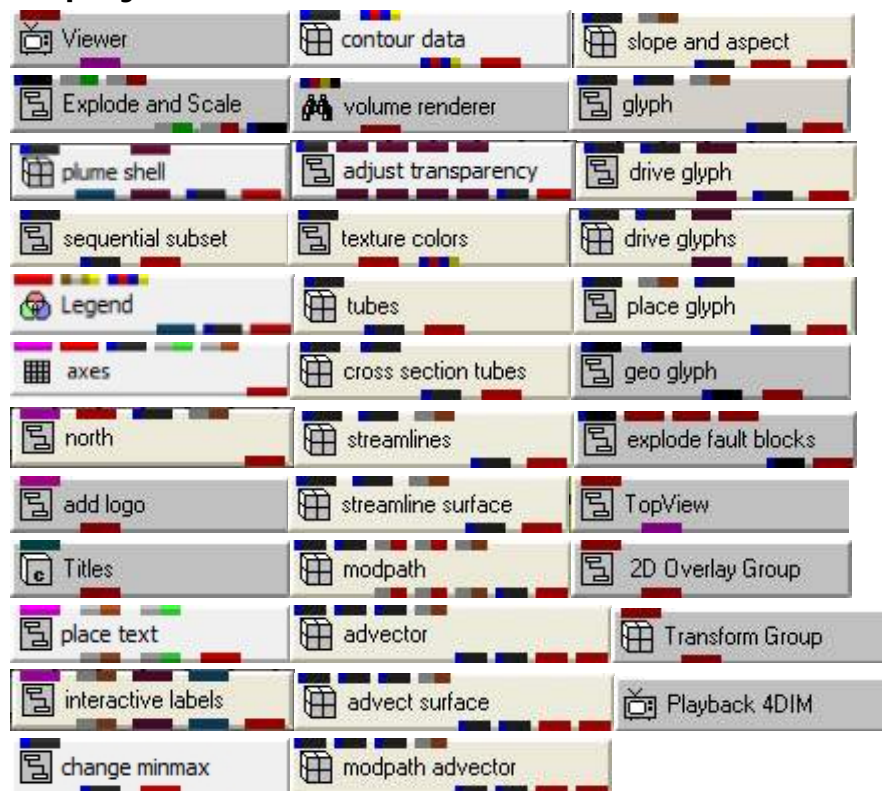 Viewer
contour data
slope and aspect
Explode and Scale
volume renderer
glyph
plume shell
adjust transparency
drive glyph
sequential subset
texture colors
drive glyphs
Legend
tubes
place glyph
axes
cross section tubes
geo glyph
north
streamlines
explode fault blocks
add logo
streamline surface
TopView
c Titles
modpath
2D Overlay Group
place text
advector
Transform Group
interactive labels
advect surface
Playback 4DIM
change minmax
modpath advector